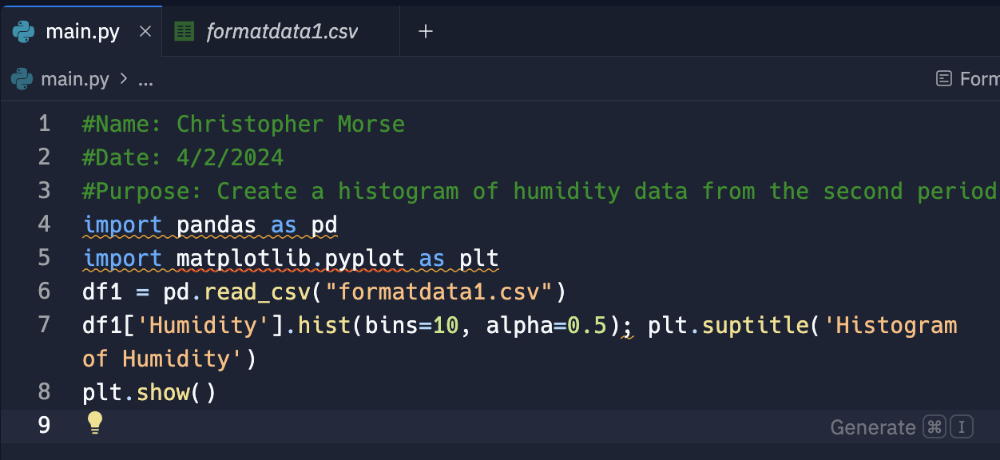 main.py × formatdata1.csv +
main.py > ... Form
1 #Name: Christopher Morse
2 #Date: 4/2/2024
3 #Purpose: Create a histogram of humidity data from the second period
4 import pandas as pd
5 import matplotlib.pyplot as plt
6 df1 = pd.read_csv("formatdata1.csv")
7 df1['Humidity'].hist(bins=10, alpha=0.5); plt.suptitle('Histogram
of Humidity')
8 plt.show()
9 Generate ⌘ I